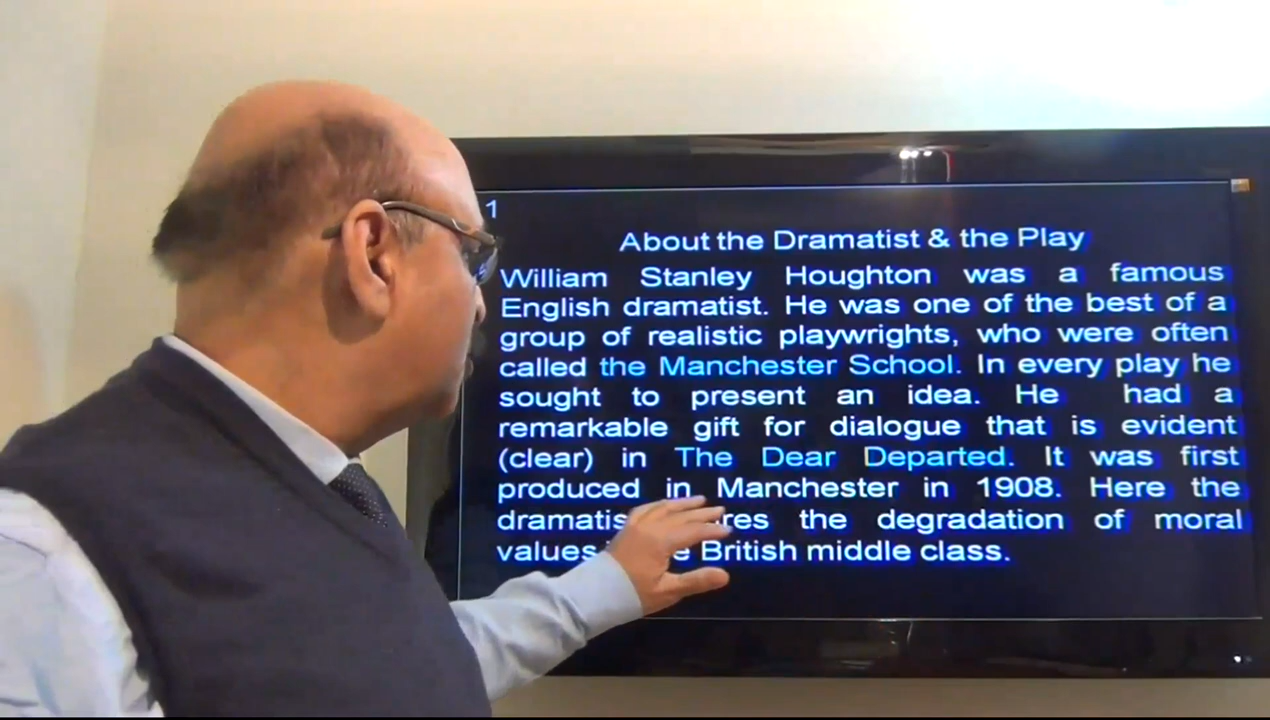 1
About the Dramatist & the Play
William Stanley Houghton was a famous
English dramatist. He was one of the best of a
group of realistic playwrights, who were often
called the Manchester School. In every play he
sought to present an idea. He had a
remarkable gift for dialogue that is evident
(clear) in The Dear Departed. It was first
produced in Manchester in 1908. Here the
the degradation of moral
values British middle class.